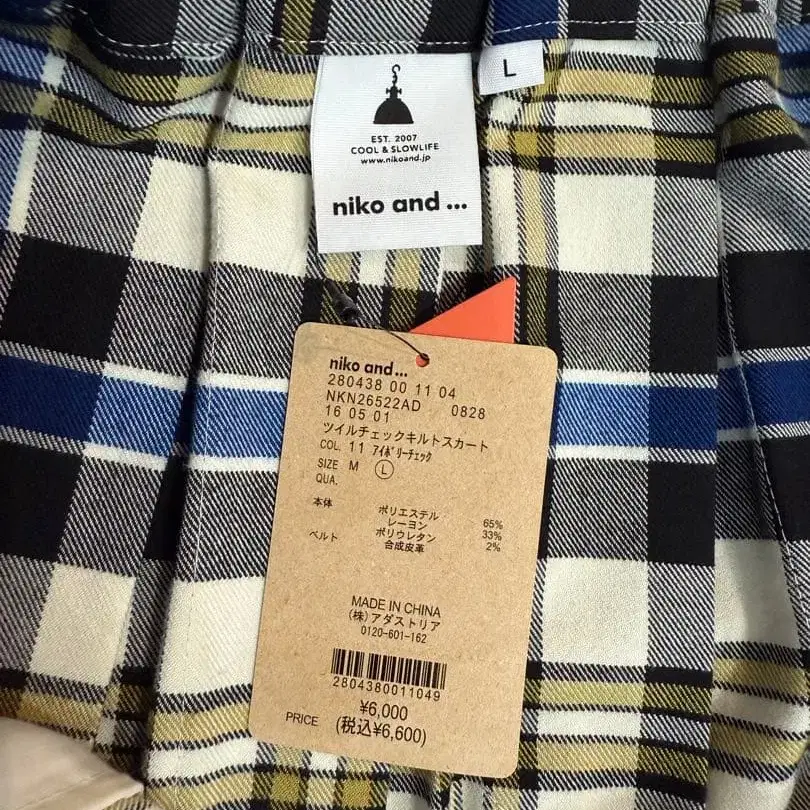 EST. 2007
COOL & SLOWLIFE
www.nikoand.jp
niko and ...
L
niko and ...
280438 00 11 04
NKN26522AD 0828
16 05 01
ツイルチェックキルトスカート
COL. 11 ｱｲﾎﾞﾘｰﾁｪｯｸ
SIZE M L
QUA.
本体 ポリエステル 65%
レーヨン 33%
ポリウレタン 2%
ベルト 合成皮革
MADE IN CHINA
(株)アダストリア
0120-601-162
2804380011049
PRICE ¥6,000
(税込¥6,600)